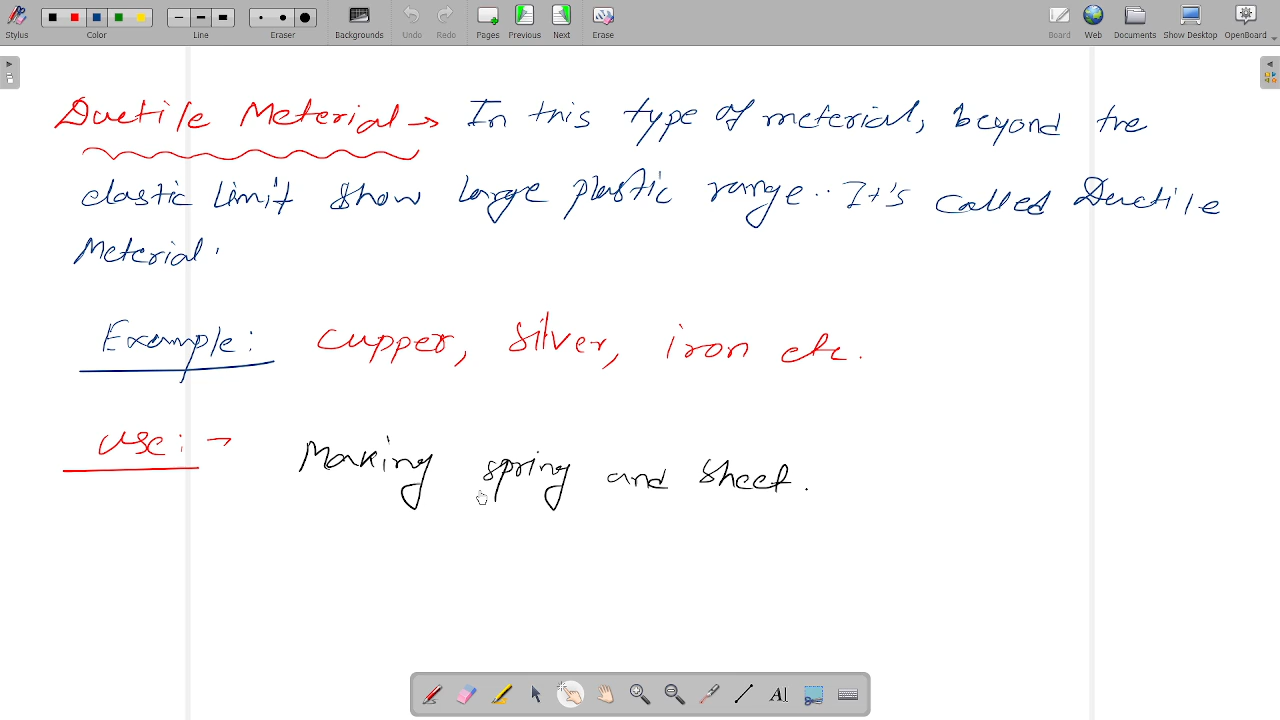 Stylus Color Line Eraser Backgrounds Undo Redo Pages Previous Next Erase Board Web Documents Show Desktop OpenBoard
Ductile Meterial → In this type of meterial, beyond the
elastic limit show large plastic range.. It's called Ductile
Meterial.
Example: cupper, silver, iron etc.
Use: → Making spring and sheet.